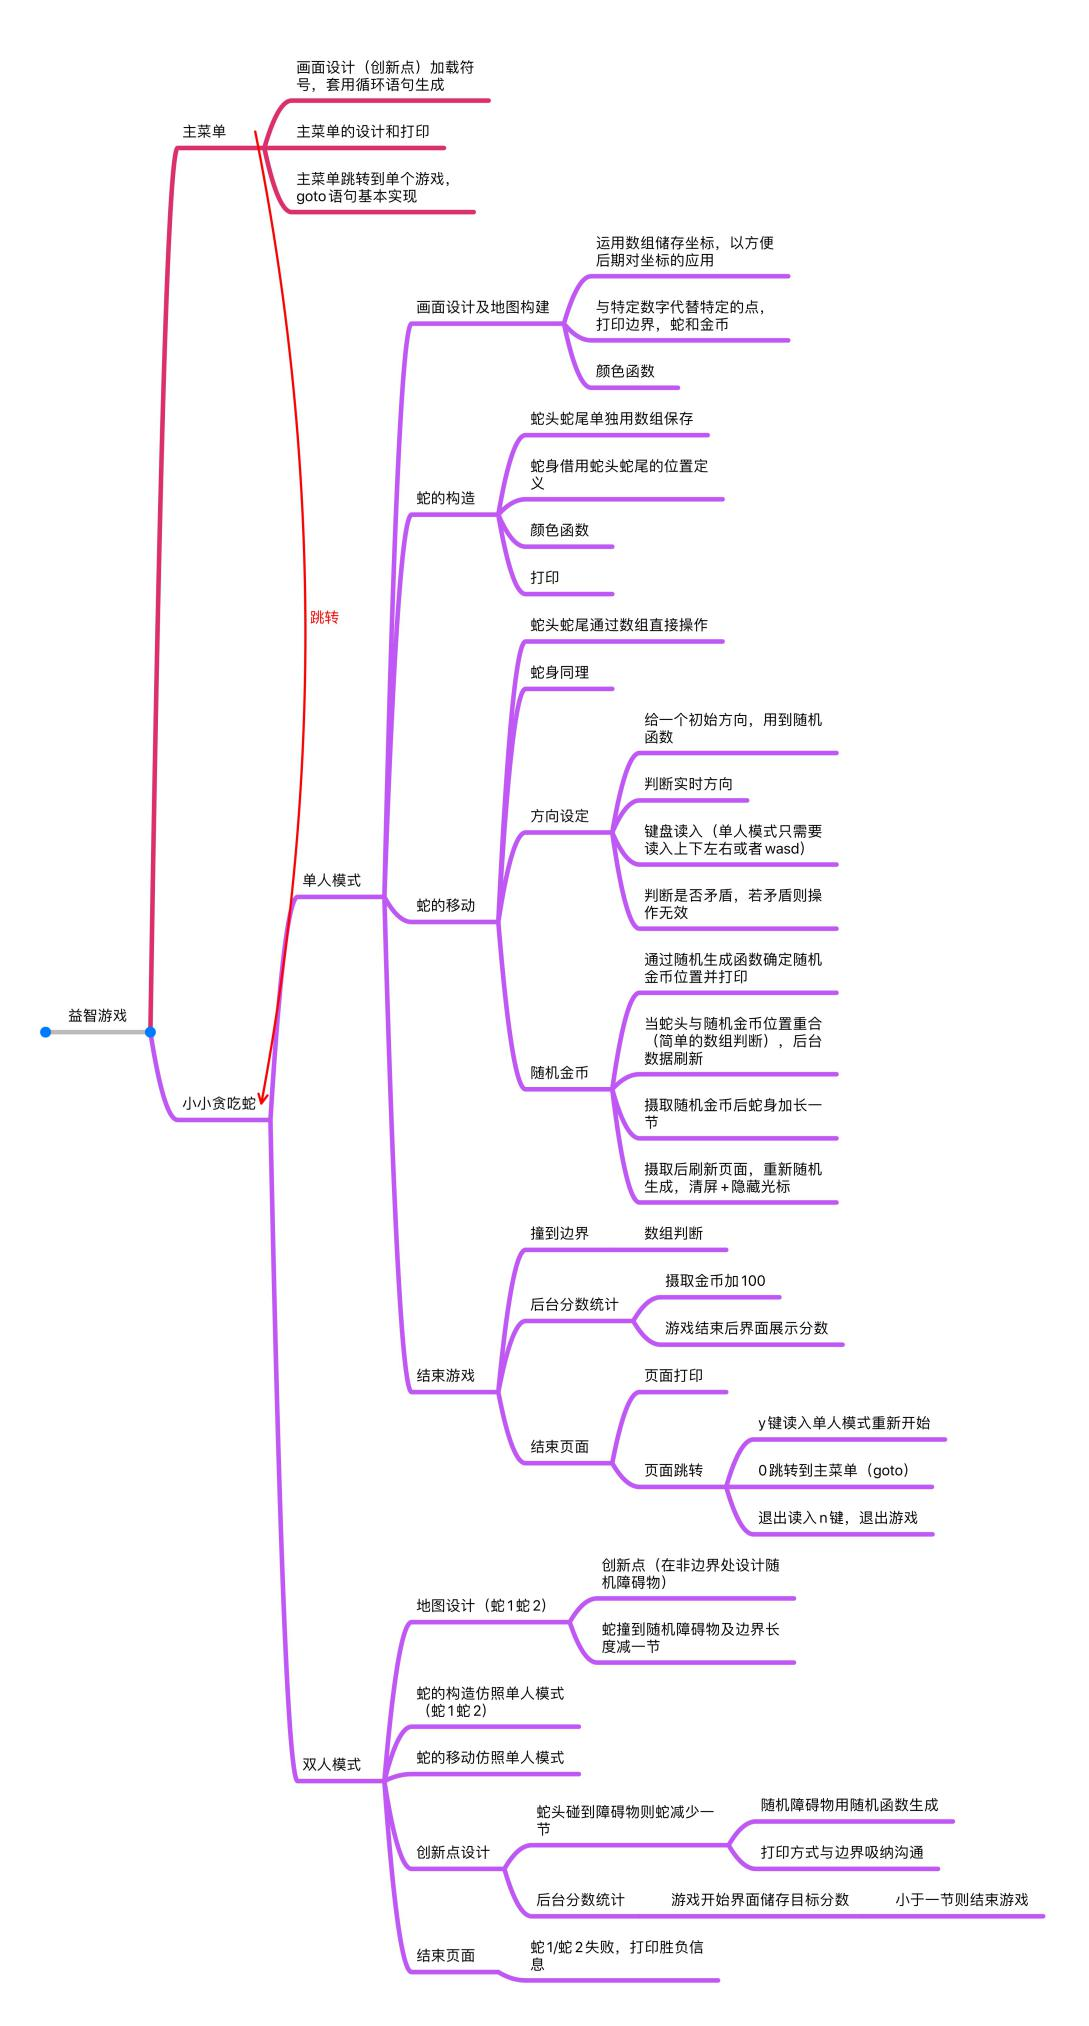 画面设计（创新点）加载符
号，套用循环语句生成
主菜单
主菜单的设计和打印
主菜单跳转到单个游戏，
goto语句基本实现
运用数组储存坐标，以方便
后期对坐标的应用
画面设计及地图构建
与特定数字代替特定的点，
打印边界，蛇和金币
颜色函数
蛇头蛇尾单独用数组保存
蛇身借用蛇头蛇尾的位置定
义
蛇的构造
颜色函数
打印
跳转
蛇头蛇尾通过数组直接操作
蛇身同理
给一个初始方向，用到随机
函数
判断实时方向
方向设定
键盘读入（单人模式只需要
读入上下左右或者wasd）
单人模式
判断是否矛盾，若矛盾则操
作无效
蛇的移动
通过随机生成函数确定随机
金币位置并打印
益智游戏
当蛇头与随机金币位置重合
（简单的数组判断），后台
数据刷新
随机金币
小小贪吃蛇
摄取随机金币后蛇身加长一
节
摄取后刷新页面，重新随机
生成，清屏+隐藏光标
撞到边界
数组判断
摄取金币加100
后台分数统计
游戏结束后界面展示分数
结束游戏
页面打印
y键读入单人模式重新开始
结束页面
页面跳转
0跳转到主菜单（goto）
退出读入n键，退出游戏
创新点（在非边界处设计随
机障碍物）
地图设计（蛇1蛇2）
蛇撞到随机障碍物及边界长
度减一节
蛇的构造仿照单人模式
（蛇1蛇2）
双人模式
蛇的移动仿照单人模式
蛇头碰到障碍物则蛇减少一
节
随机障碍物用随机函数生成
创新点设计
打印方式与边界吸纳沟通
后台分数统计
游戏开始界面储存目标分数
小于一节则结束游戏
结束页面
蛇1/蛇2失败，打印胜负信
息